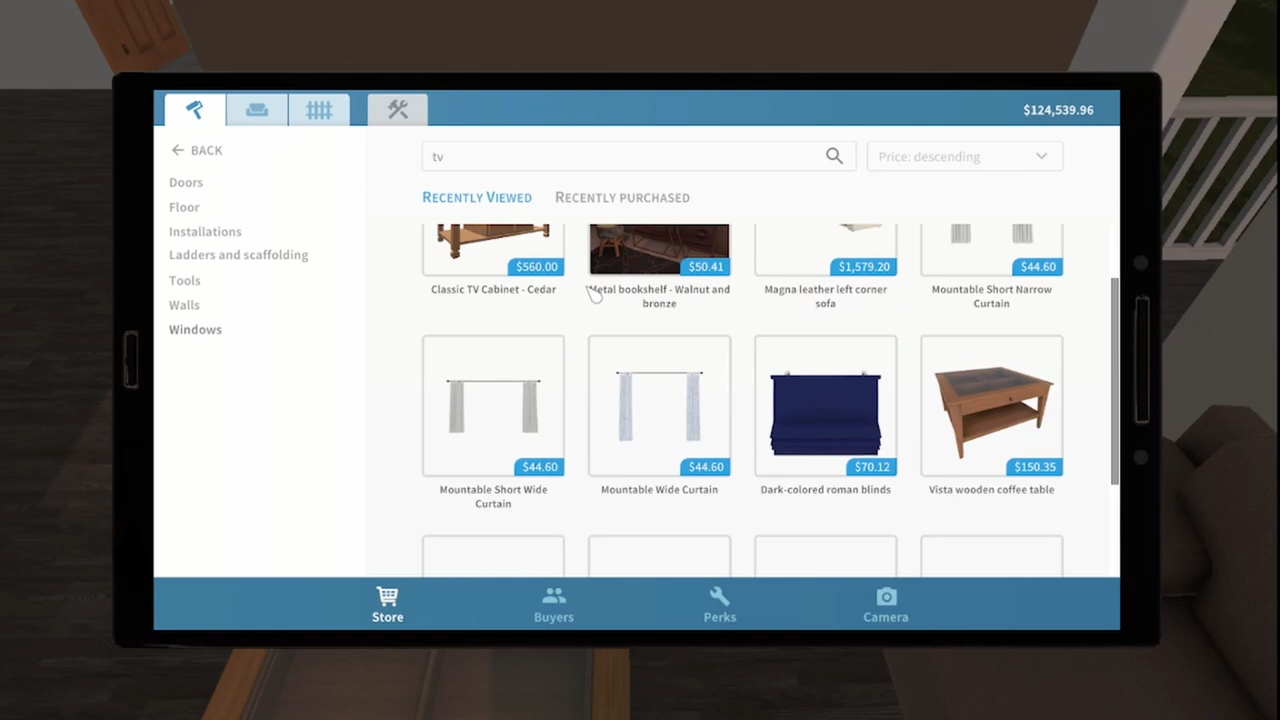 $124,539.96
BACK
Doors
Floor
Installations
Ladders and scaffolding
Tools
Walls
Windows
tv
Price: descending
RECENTLY VIEWED
RECENTLY PURCHASED
$560.00
$50.41
$1,579.20
$44.60
Classic TV Cabinet - Cedar
Metal bookshelf - Walnut and
bronze
Magna leather left corner
sofa
Mountable Short Narrow
Curtain
$44.60
$44.60
$70.12
$150.35
Mountable Short Wide
Curtain
Mountable Wide Curtain
Dark-colored roman blinds
Vista wooden coffee table
Store
Buyers
Perks
Camera